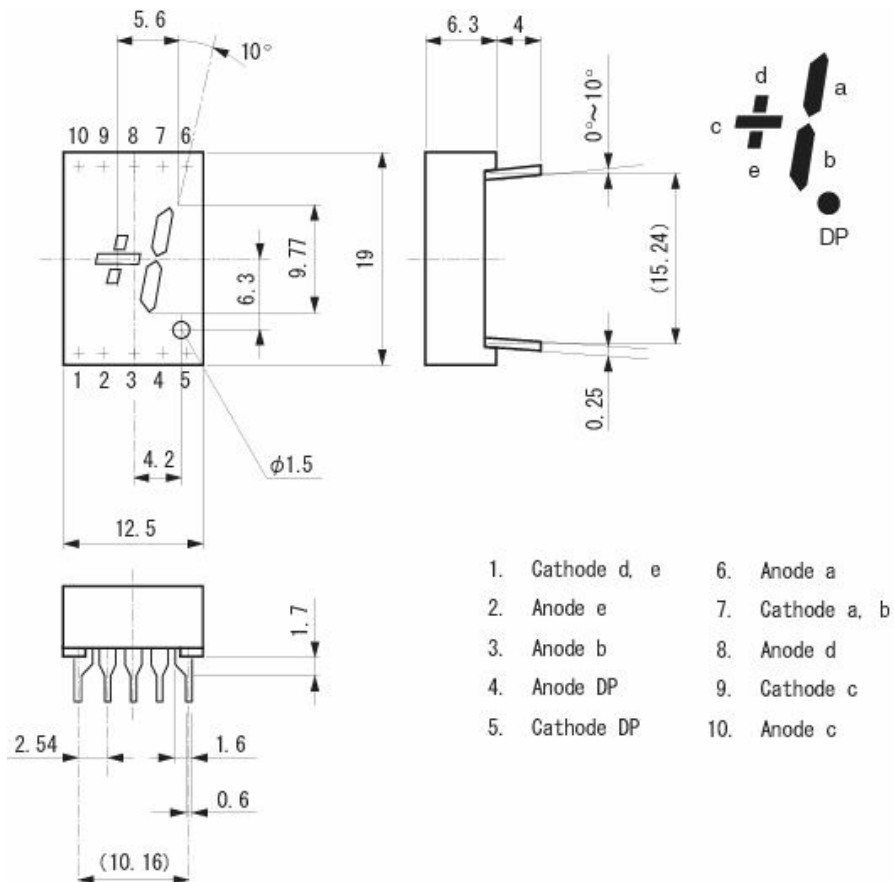 5.6
10°
10 9 8 7 6
9.77
6.3
19
1 2 3 4 5
4.2
φ1.5
12.5
6.3 4
0°~10°
(15.24)
0.25
d
a
c
e
b
DP
1.7
2.54
1.6
0.6
(10.16)
1. Cathode d, e
2. Anode e
3. Anode b
4. Anode DP
5. Cathode DP
6. Anode a
7. Cathode a, b
8. Anode d
9. Cathode c
10. Anode c